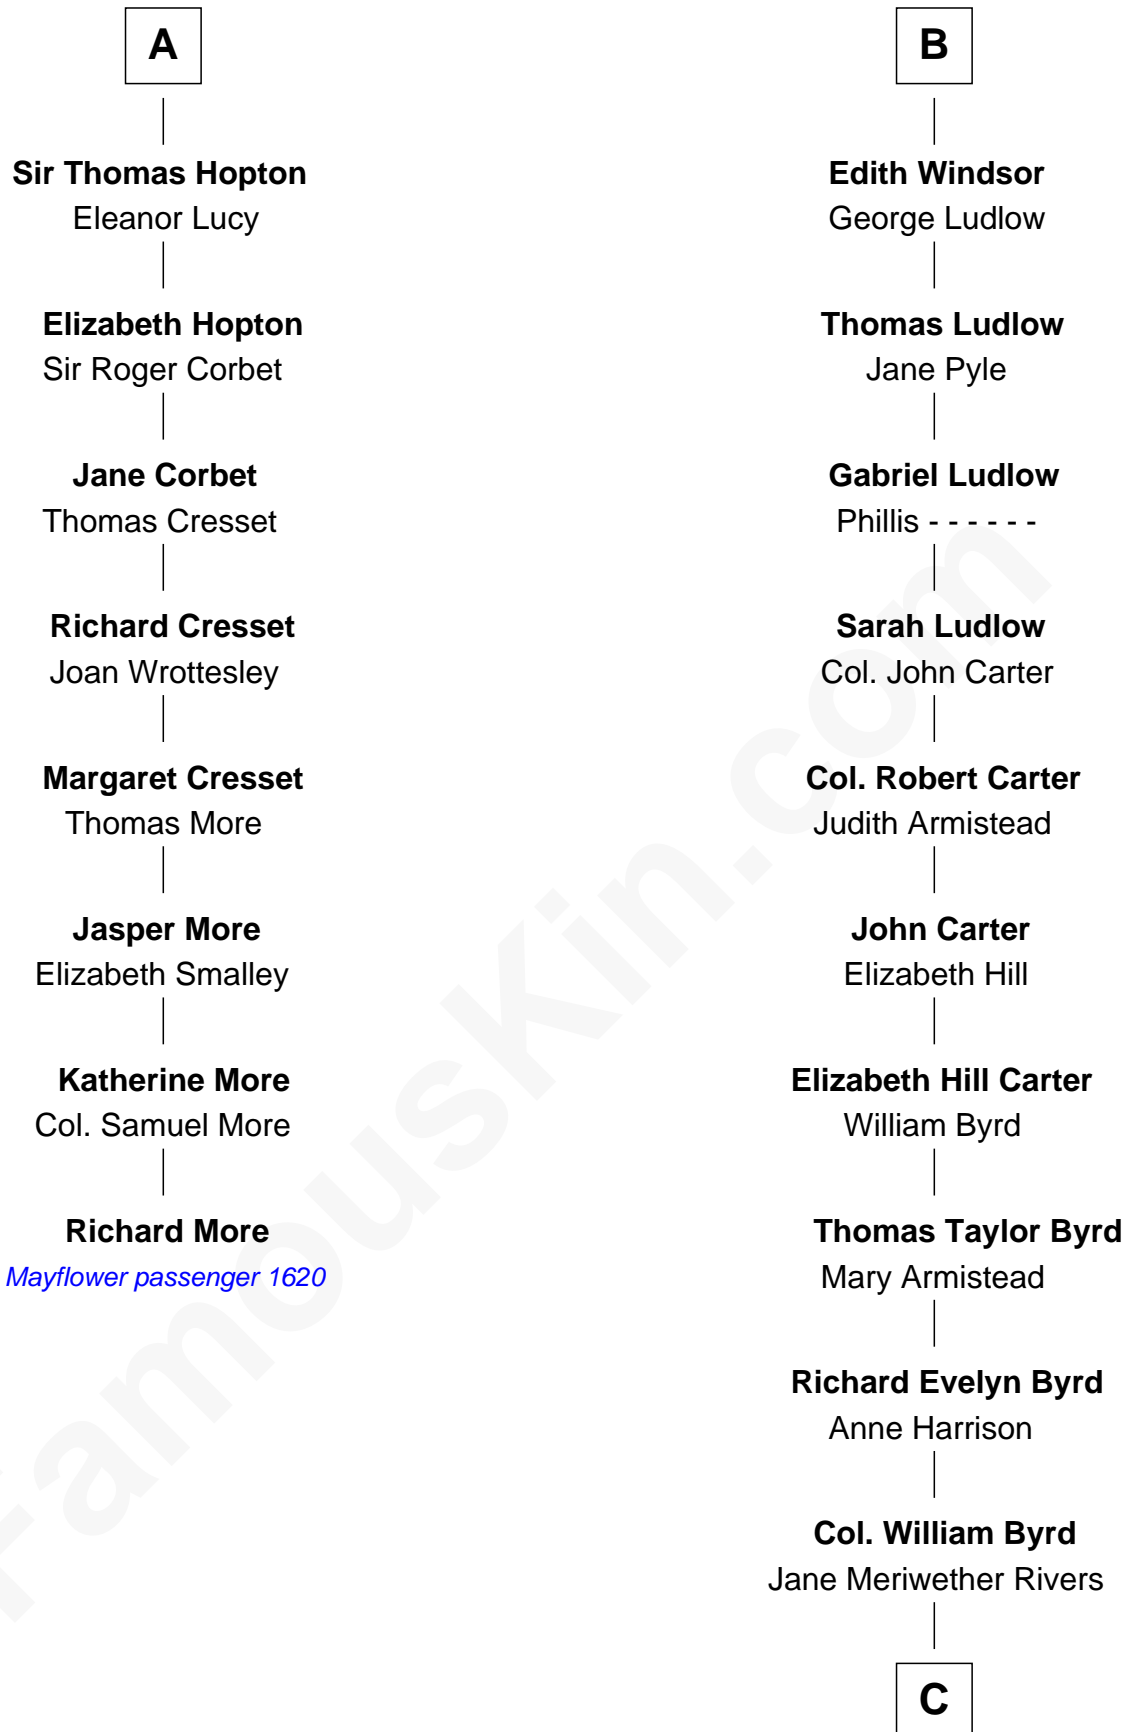 A
Sir Thomas Hopton
Eleanor Lucy
Elizabeth Hopton
Sir Roger Corbet
Jane Corbet
Thomas Cresset
Richard Cresset
Joan Wrottesley
Margaret Cresset
Thomas More
Jasper More
Elizabeth Smalley
Katherine More
Col. Samuel More
Richard More
Mayflower passenger 1620
B
Edith Windsor
George Ludlow
Thomas Ludlow
Jane Pyle
Gabriel Ludlow
Phillis - - - - - -
Sarah Ludlow
Col. John Carter
Col. Robert Carter
Judith Armistead
John Carter
Elizabeth Hill
Elizabeth Hill Carter
William Byrd
Thomas Taylor Byrd
Mary Armistead
Richard Evelyn Byrd
Anne Harrison
Col. William Byrd
Jane Meriwether Rivers
C
FamousKin.com